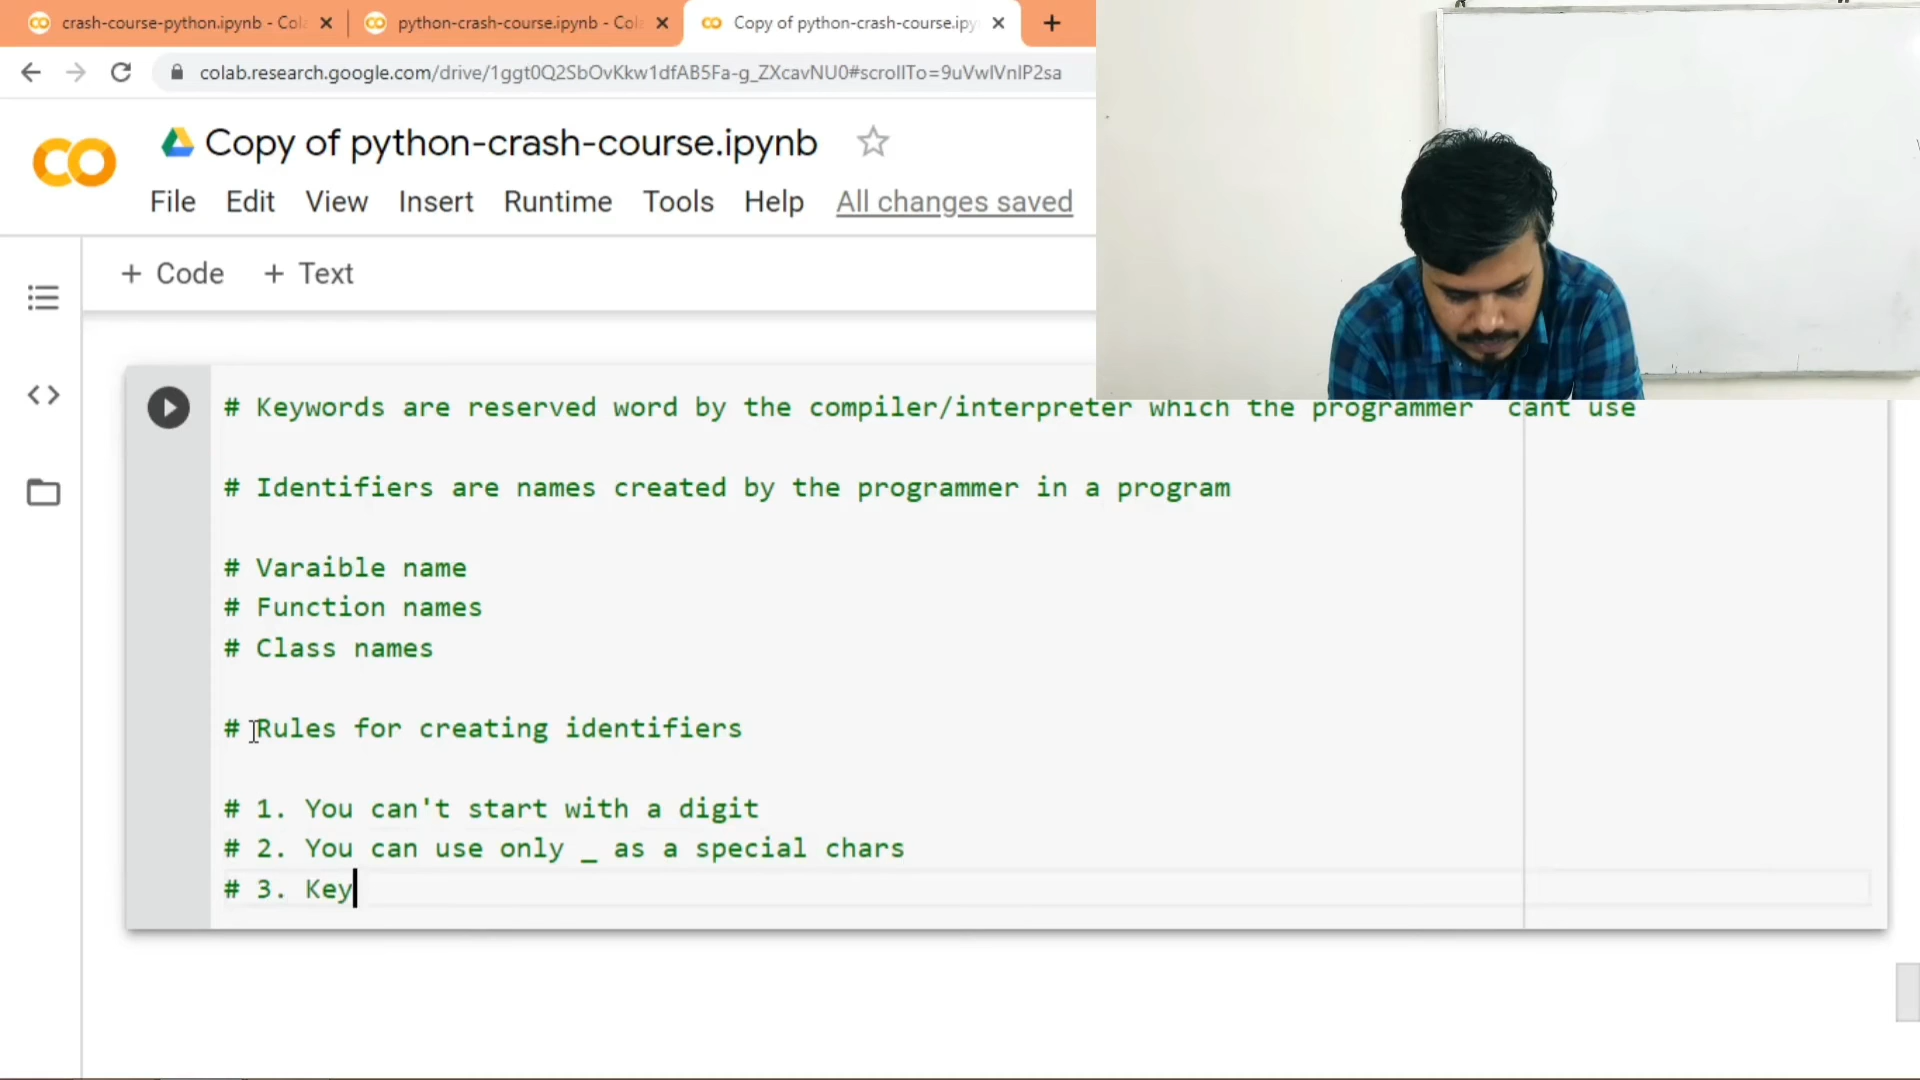 crash-course-python.ipynb - Cola
python-crash-course.ipynb - Cola
Copy of python-crash-course.ipy
colab.research.google.com/drive/1ggt0Q2SbOvKkw1dfAB5Fa-g_ZXcavNU0#scrollTo=9uVwlVnIP2sa
Copy of python-crash-course.ipynb
File Edit View Insert Runtime Tools Help All changes saved
+ Code + Text
# Keywords are reserved word by the compiler/interpreter which the programmer cant use
# Identifiers are names created by the programmer in a program
# Varaible name
# Function names
# Class names
# Rules for creating identifiers
# 1. You can't start with a digit
# 2. You can use only _ as a special chars
# 3. Key